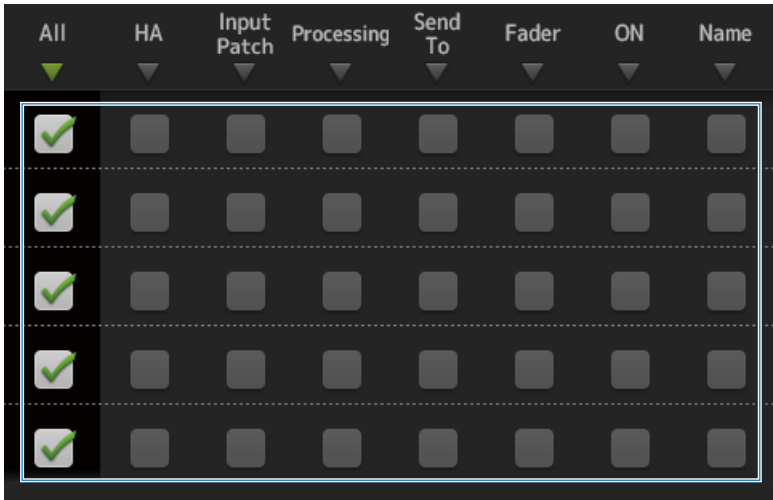 All
HA
Input
Patch
Processing
Send
To
Fader
ON
Name